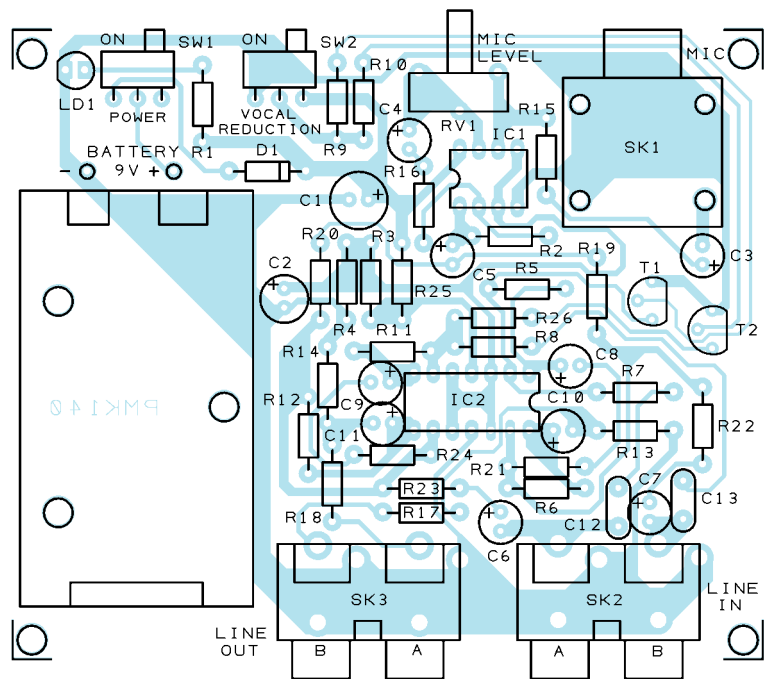 ON
SW1
ON
SW2
R10
MIC
LEVEL
MIC
LD1
POWER
VOCAL
REDUCTION
C4
RV1
R15
IC1
SK1
R1
R9
BATTERY
- 9V +
D1
R16
C1
R20
R3
R2
R19
C3
C2
C5
R5
T1
R25
R4
R11
R26
T2
R8
R14
C8
R7
PMK140
R12
C9
IC2
C10
R22
C11
R24
R13
R21
C7
C13
R23
R6
R18
R17
C12
C6
SK3
SK2
LINE
IN
LINE
OUT
B
A
A
B